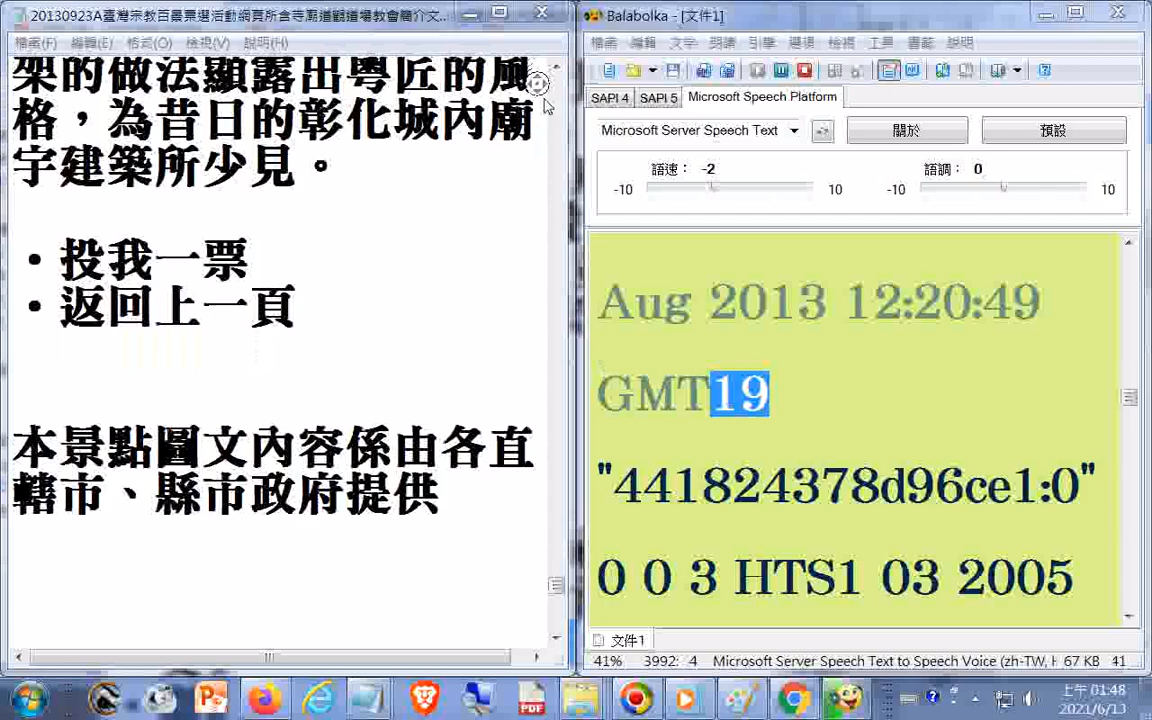 20130923A臺灣宗教百景票選活動網頁所含寺廟道觀道場教會簡介文...
檔案(F) 編輯(E) 格式(O) 檢視(V) 說明(H)
架的做法顯露出粵匠的風
格，為昔日的彰化城內廟
宇建築所少見。
•投我一票
•返回上一頁
本景點圖文內容係由各直
轄市、縣市政府提供
Balabolka - [文件1]
檔案 編輯 文字 朗讀 引擎 選項 檢視 工具 書籤 說明
SAPI 4 SAPI 5 Microsoft Speech Platform
Microsoft Server Speech Text 關於 預設
語速： -2 語調： 0
-10 10 -10 10
Aug 2013 12:20:49
GMT19
"441824378d96ce1:0"
0 0 3 HTS1 03 2005
文件1
41% 3992: 4 Microsoft Server Speech Text to Speech Voice (zh-TW, H 67 KB 41
PDF
上午 01:48
2021/6/13